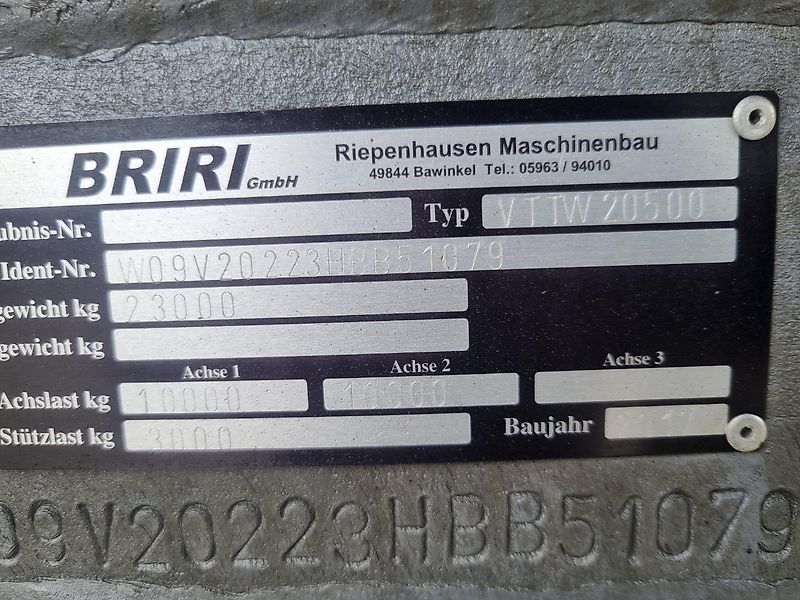 BRIRI GmbH Riepenhausen Maschinenbau
49844 Bawinkel Tel.: 05963 / 94010
ubnis-Nr. Typ VTTW 20500
Ident-Nr. W09V20223HBB51079
gewicht kg 23000
gewicht kg
Achse 1 Achse 2 Achse 3
Achslast kg 10000 10000
Stützlast kg 3000 Baujahr 2017
09V20223HBB51079